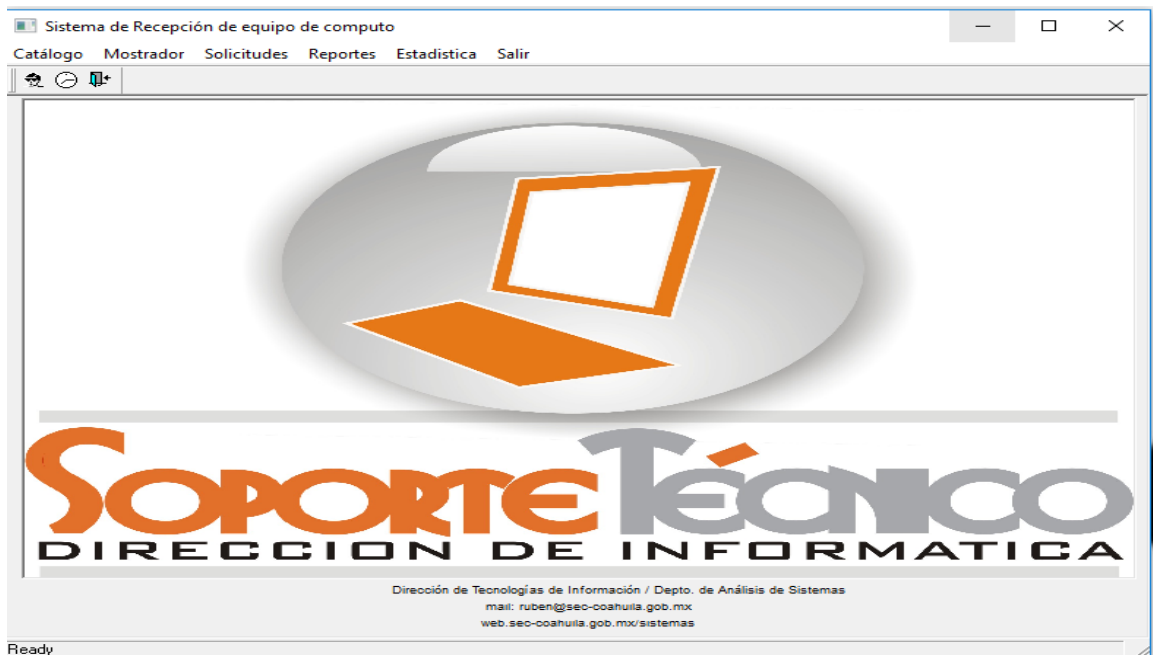 Sistema de Recepción de equipo de computo
Catálogo Mostrador Solicitudes Reportes Estadistica Salir
SOPORTE TÉCNICO
DIRECCION DE INFORMATICA
Dirección de Tecnologías de Información / Depto. de Análisis de Sistemas
mail: ruben@sec-coahuila.gob.mx
web.sec-coahuila.gob.mx/sistemas
Ready